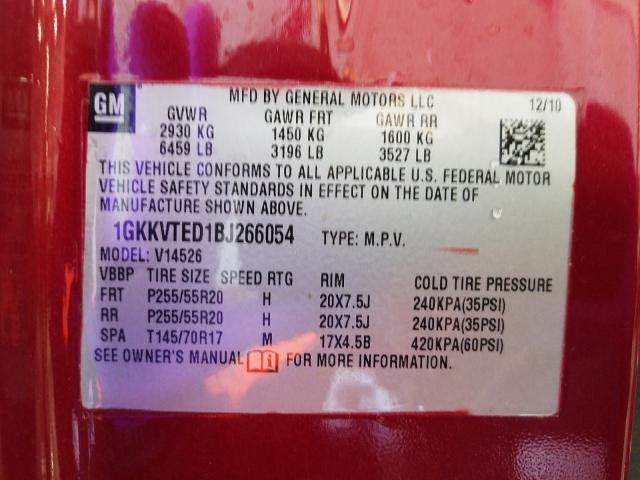 GM
MFD BY GENERAL MOTORS LLC 12/10
GVWR GAWR FRT GAWR RR
2930 KG 1450 KG 1600 KG
6459 LB 3196 LB 3527 LB
THIS VEHICLE CONFORMS TO ALL APPLICABLE U.S. FEDERAL MOTOR
VEHICLE SAFETY STANDARDS IN EFFECT ON THE DATE OF
MANUFACTURE SHOWN ABOVE.
1GKKVTED1BJ266054 TYPE: M.P.V.
MODEL: V14526
VBBP TIRE SIZE SPEED RTG RIM COLD TIRE PRESSURE
FRT P255/55R20 H 20X7.5J 240KPA(35PSI)
RR P255/55R20 H 20X7.5J 240KPA(35PSI)
SPA T145/70R17 M 17X4.5B 420KPA(60PSI)
SEE OWNER'S MANUAL FOR MORE INFORMATION.